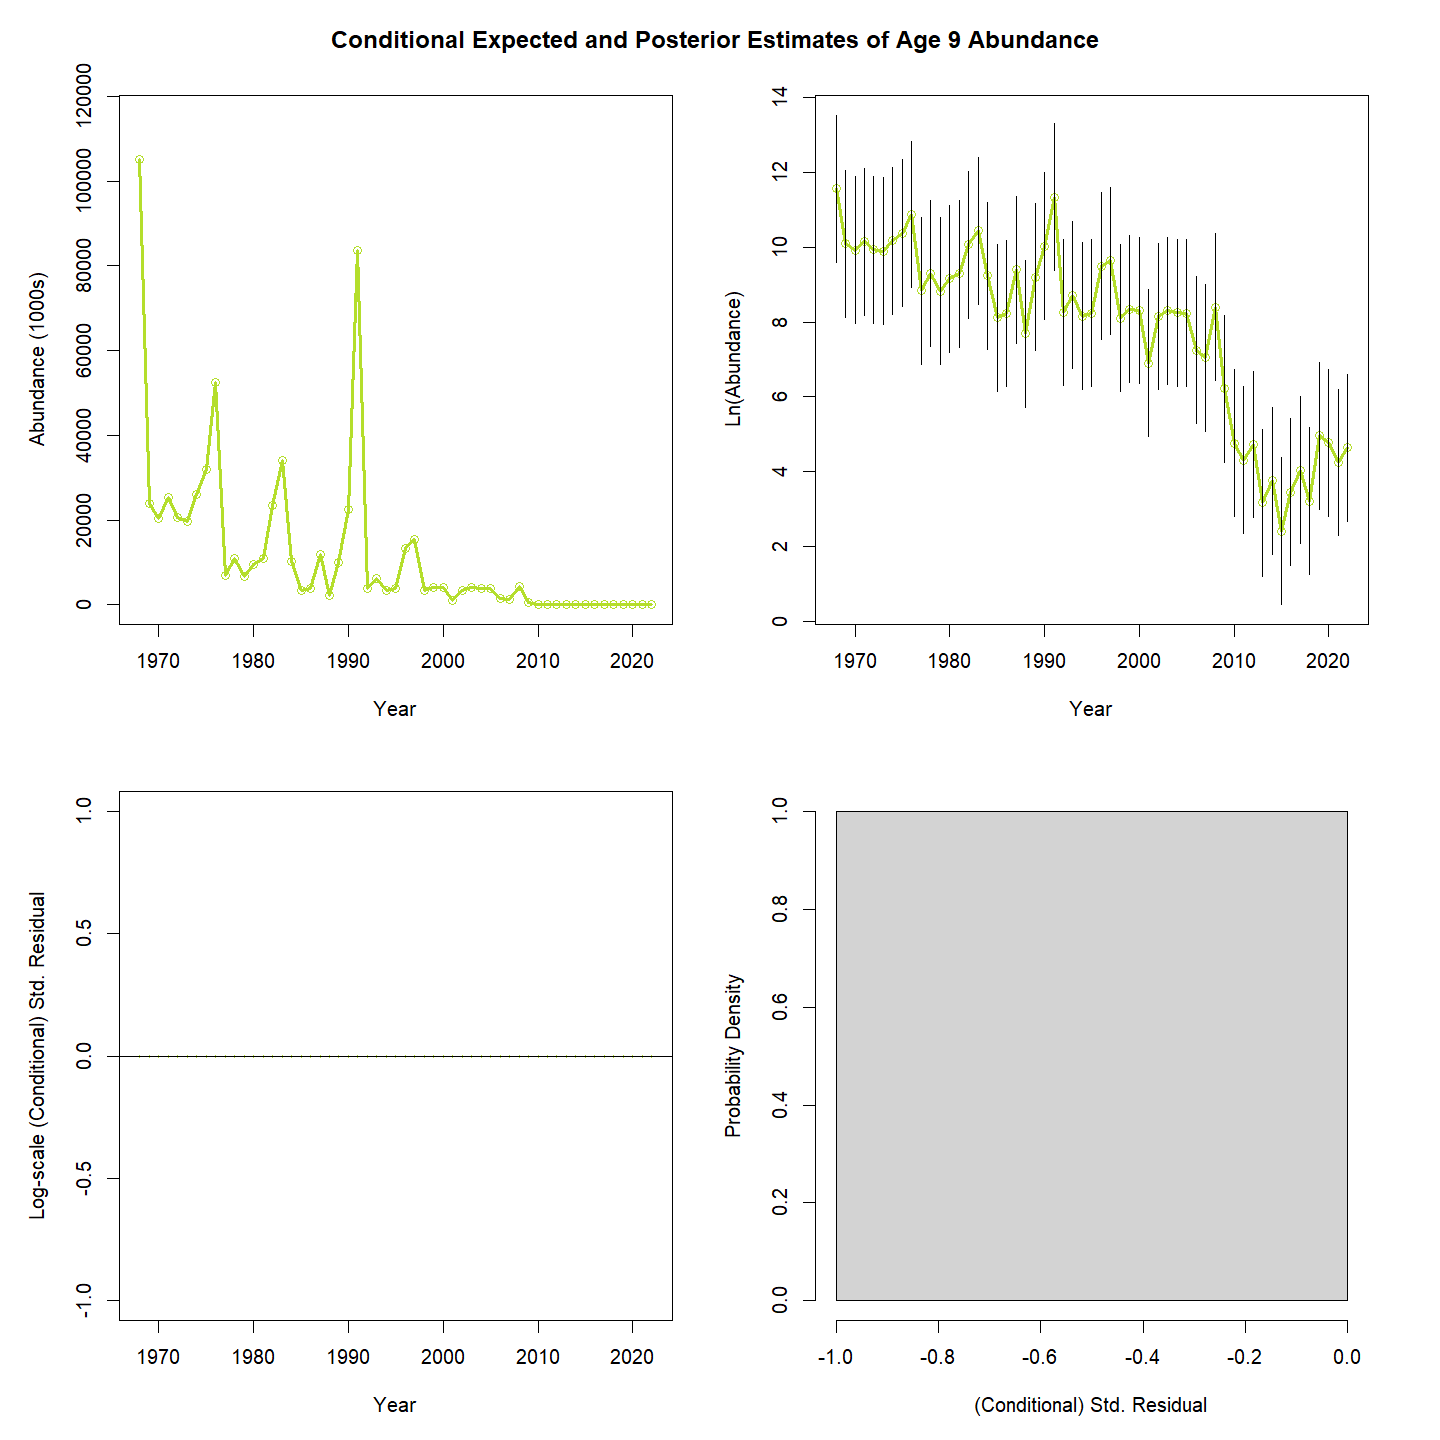 Conditional Expected and Posterior Estimates of Age 9 Abundance
Abundance (1000s)
0
20000
40000
60000
80000
100000
120000
1970 1980 1990 2000 2010 2020
Year
Ln(Abundance)
0
2
4
6
8
10
12
14
1970 1980 1990 2000 2010 2020
Year
Log-scale (Conditional) Std. Residual
-1.0
-0.5
0.0
0.5
1.0
1970 1980 1990 2000 2010 2020
Year
Probability Density
0.0
0.2
0.4
0.6
0.8
1.0
-1.0 -0.8 -0.6 -0.4 -0.2 0.0
(Conditional) Std. Residual